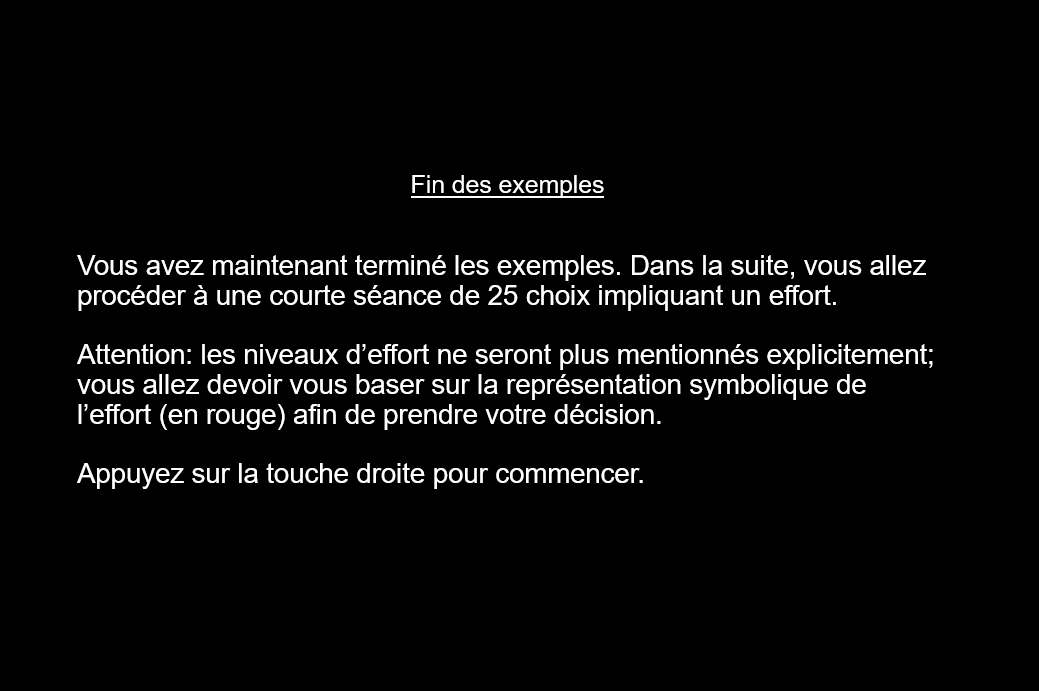 Fin des exemples
Vous avez maintenant terminé les exemples. Dans la suite, vous allez
procéder à une courte séance de 25 choix impliquant un effort.
Attention: les niveaux d’effort ne seront plus mentionnés explicitement;
vous allez devoir vous baser sur la représentation symbolique de
l’effort (en rouge) afin de prendre votre décision.
Appuyez sur la touche droite pour commencer.